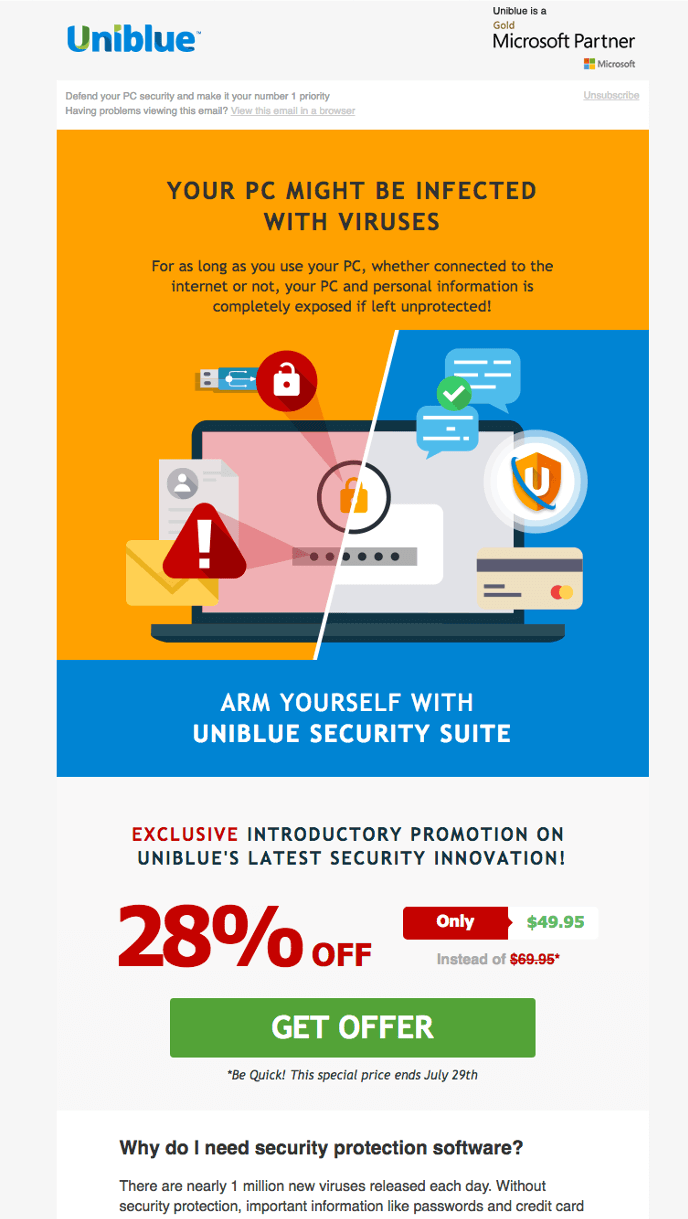 Uniblue™
Uniblue is a
Gold
Microsoft Partner
Microsoft
Defend your PC security and make it your number 1 priority
Having problems viewing this email? View this email in a browser
Unsubscribe
YOUR PC MIGHT BE INFECTED
WITH VIRUSES
For as long as you use your PC, whether connected to the
internet or not, your PC and personal information is
completely exposed if left unprotected!
U
ARM YOURSELF WITH
UNIBLUE SECURITY SUITE
EXCLUSIVE INTRODUCTORY PROMOTION ON
UNIBLUE'S LATEST SECURITY INNOVATION!
28% OFF
Only $49.95
Instead of $69.95*
GET OFFER
*Be Quick! This special price ends July 29th
Why do I need security protection software?
There are nearly 1 million new viruses released each day. Without
security protection, important information like passwords and credit card